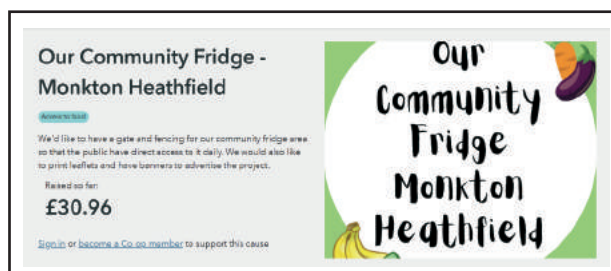 Our Community Fridge -
Monkton Heathfield
Access to food
We'd like to have a gate and fencing for our community fridge area
so that the public have direct access to it daily. We would also like
to print leaflets and have banners to advertise the project.
Raised so far:
£30.96
Sign in or become a Co op member to support this cause
Our
Community
Fridge
Monkton
Heathfield